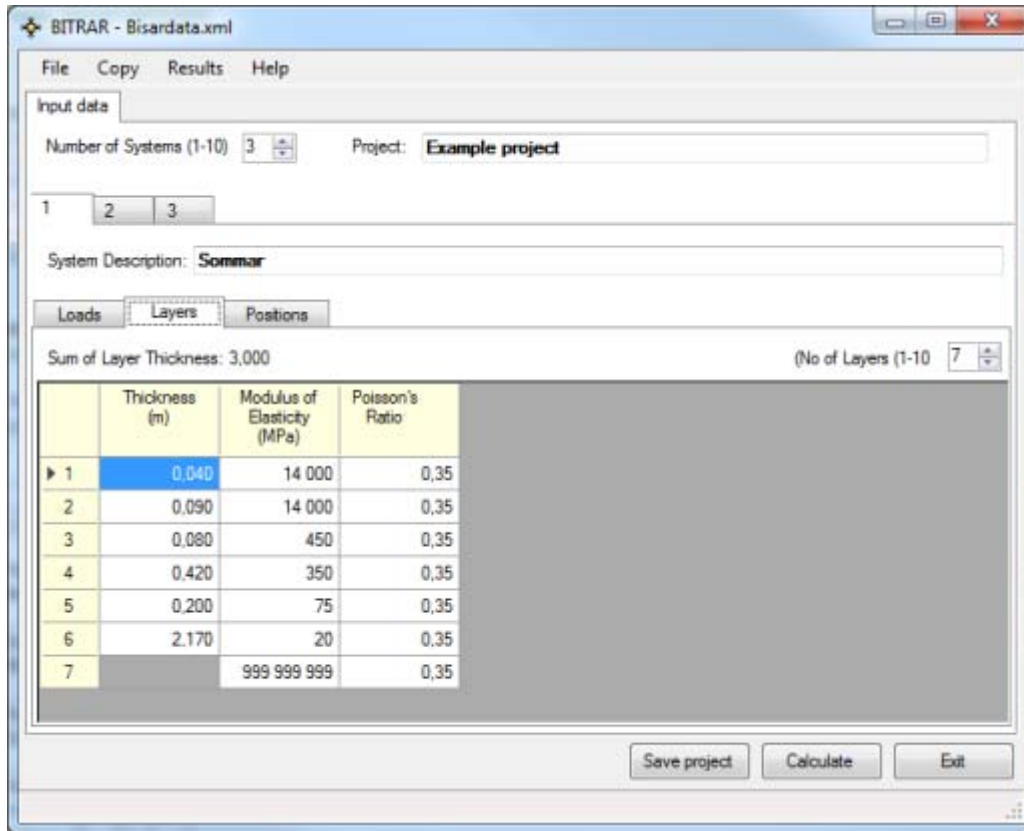 BITRAR - Bisardata.xml
File Copy Results Help
Input data
Number of Systems (1-10) 3 Project: Example project
1 2 3
System Description: Sommar
Loads Layers Positions
Sum of Layer Thickness: 3,000 (No of Layers (1-10 7
Thickness (m) Modulus of Elasticity (MPa) Poisson's Ratio
1 0,040 14 000 0,35
2 0,090 14 000 0,35
3 0,080 450 0,35
4 0,420 350 0,35
5 0,200 75 0,35
6 2.170 20 0,35
7 999 999 999 0,35
Save project Calculate Exit